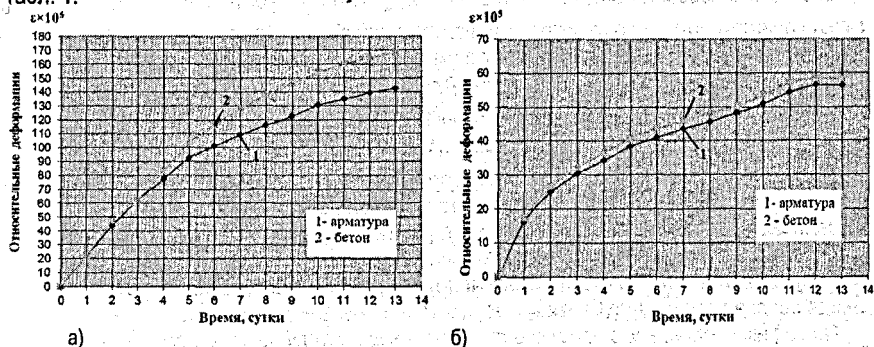 Табл. 1.
ε×10⁵
Относительные деформации
180
170
160
150
140
130
120
110
100
90
80
70
60
50
40
30
20
10
0
2
1
1- арматура
2 - бетон
0 1 2 3 4 5 6 7 8 9 10 11 12 13 14
Время, сутки
а)
ε×10⁵
Относительные деформации
70
60
50
40
30
20
10
0
2
1
1- арматура
2 - бетон
0 1 2 3 4 5 6 7 8 9 10 11 12 13 14
Время, сутки
б)